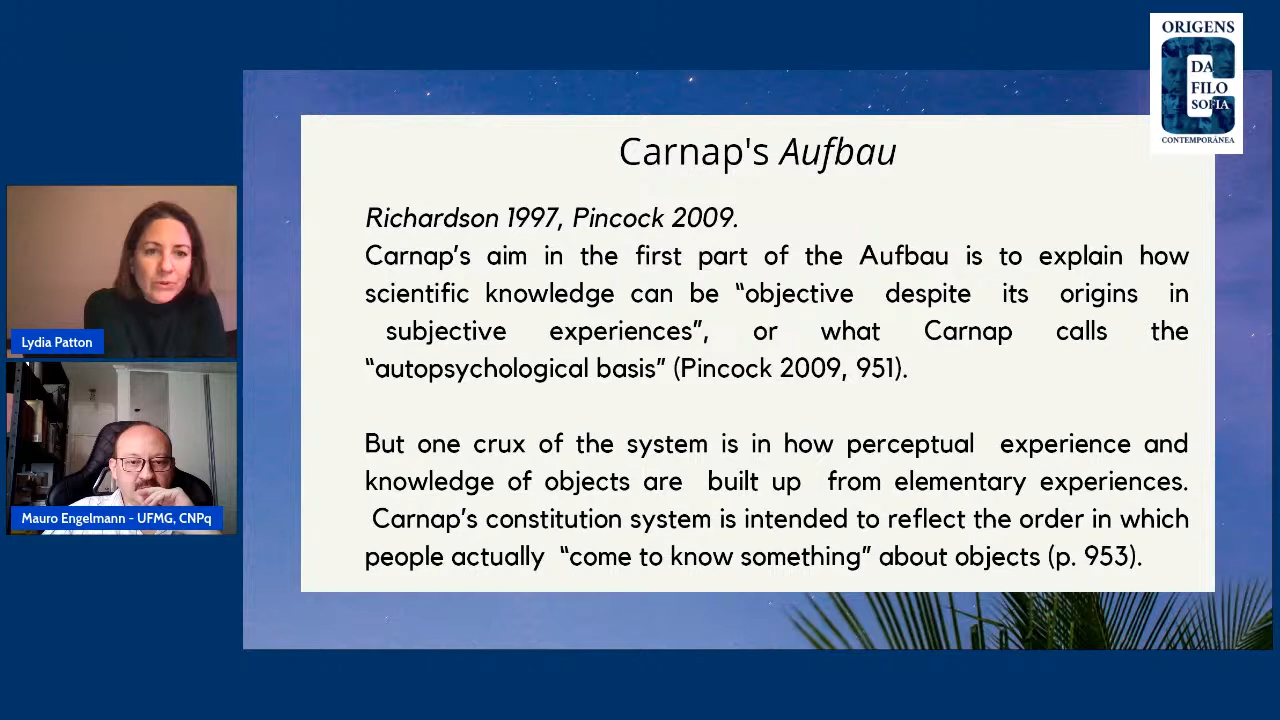 ORIGENS
DA
FILO
SOFIA
CONTEMPORÂNEA
Carnap's Aufbau
Richardson 1997, Pincock 2009.
Carnap's aim in the first part of the Aufbau is to explain how
scientific knowledge can be “objective despite its origins in
subjective experiences”, or what Carnap calls the
“autopsychological basis” (Pincock 2009, 951).
But one crux of the system is in how perceptual experience and
knowledge of objects are built up from elementary experiences.
Carnap's constitution system is intended to reflect the order in which
people actually “come to know something” about objects (p. 953).
Lydia Patton
Mauro Engelmann - UFMG, CNPq